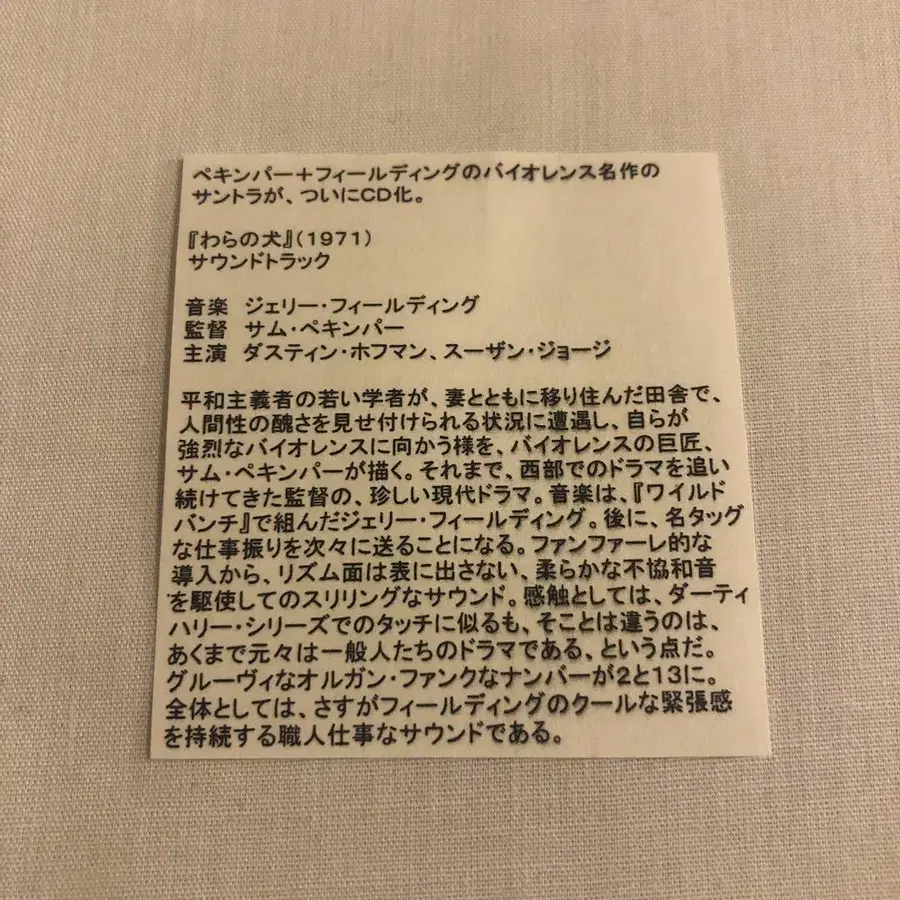 ペキンパー＋フィールディングのバイオレンス名作の
サントラが、ついにCD化。
『わらの犬』(1971)
サウンドトラック
音楽　ジェリー・フィールディング
監督　サム・ペキンパー
主演　ダスティン・ホフマン、スーザン・ジョージ
平和主義者の若い学者が、妻とともに移り住んだ田舎で、
人間性の醜さを見せ付けられる状況に遭遇し、自らが
強烈なバイオレンスに向かう様を、バイオレンスの巨匠、
サム・ペキンパーが描く。それまで、西部でのドラマを追い
続けてきた監督の、珍しい現代ドラマ。音楽は、『ワイルド
バンチ』で組んだジェリー・フィールディング。後に、名タッグ
な仕事振りを次々に送ることになる。ファンファーレ的な
導入から、リズム面は表に出さない、柔らかな不協和音
を駆使してのスリリングなサウンド。感触としては、ダーティ
ハリー・シリーズでのタッチに似るも、そことは違うのは、
あくまで元々は一般人たちのドラマである、という点だ。
グルーヴィなオルガン・ファンクなナンバーが2と13に。
全体としては、さすがフィールディングのクールな緊張感
を持続する職人仕事なサウンドである。